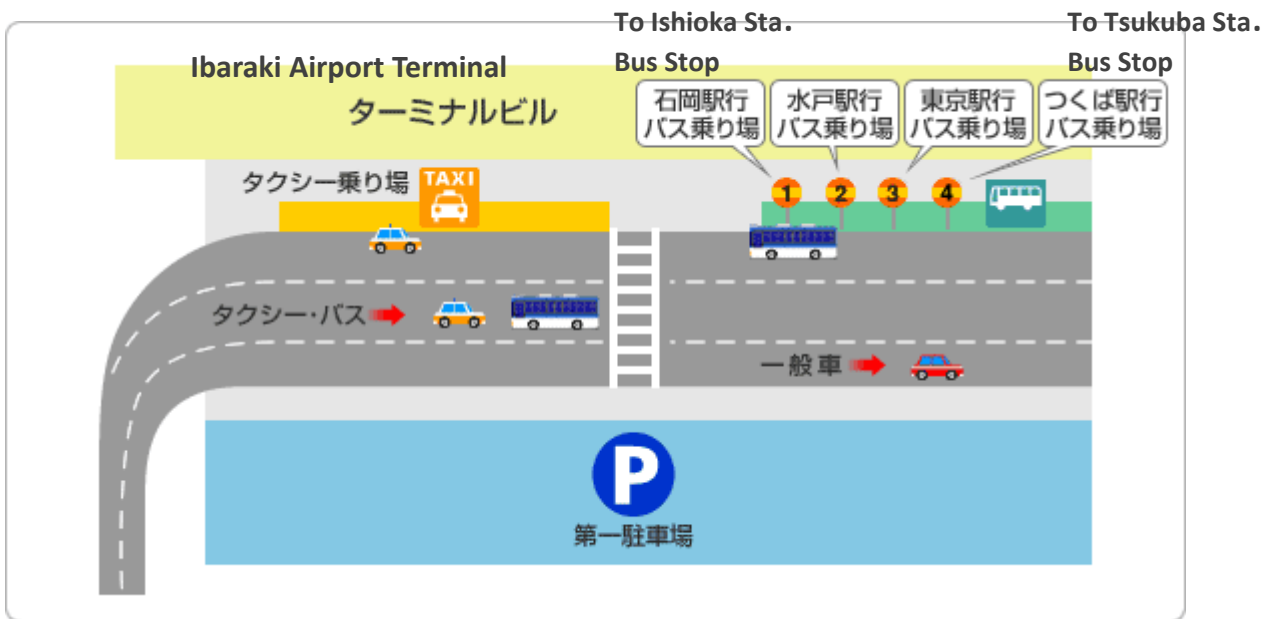 To Ishioka Sta.
Bus Stop
To Tsukuba Sta.
Bus Stop
Ibaraki Airport Terminal
ターミナルビル
石岡駅行
バス乗り場
水戸駅行
バス乗り場
東京駅行
バス乗り場
つくば駅行
バス乗り場
タクシー乗り場
TAXI
1
2
3
4
タクシー・バス
一般車
P
第一駐車場